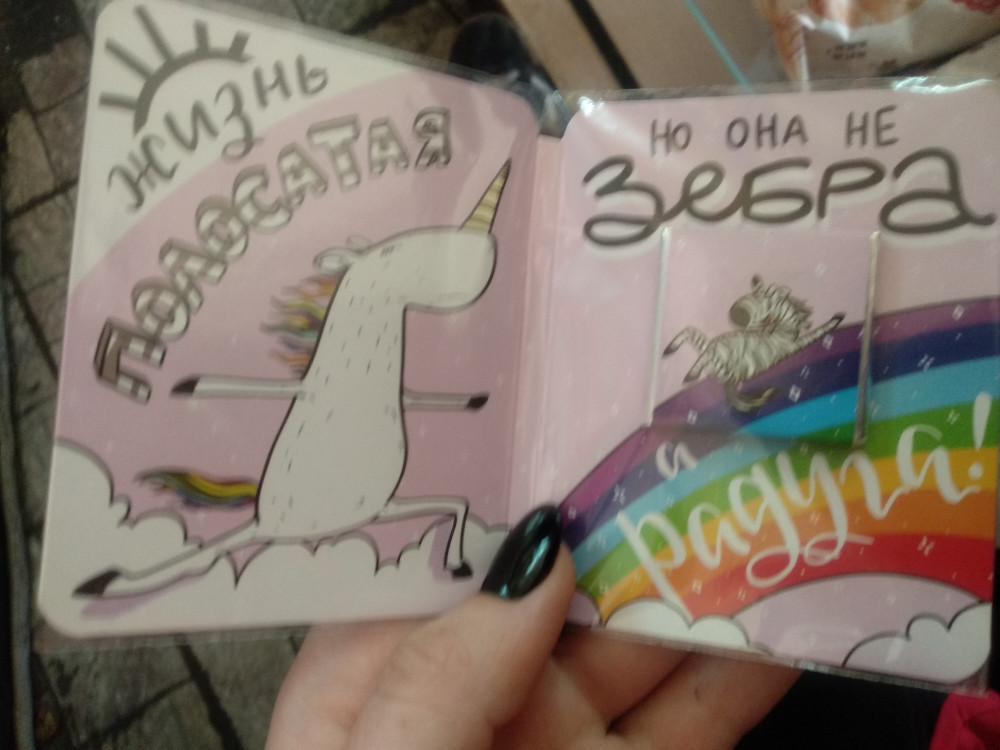 ЖИЗНЬ
ПОЛОСАТАЯ
НО ОНА НЕ
ЗЕБРА
а
радуга!